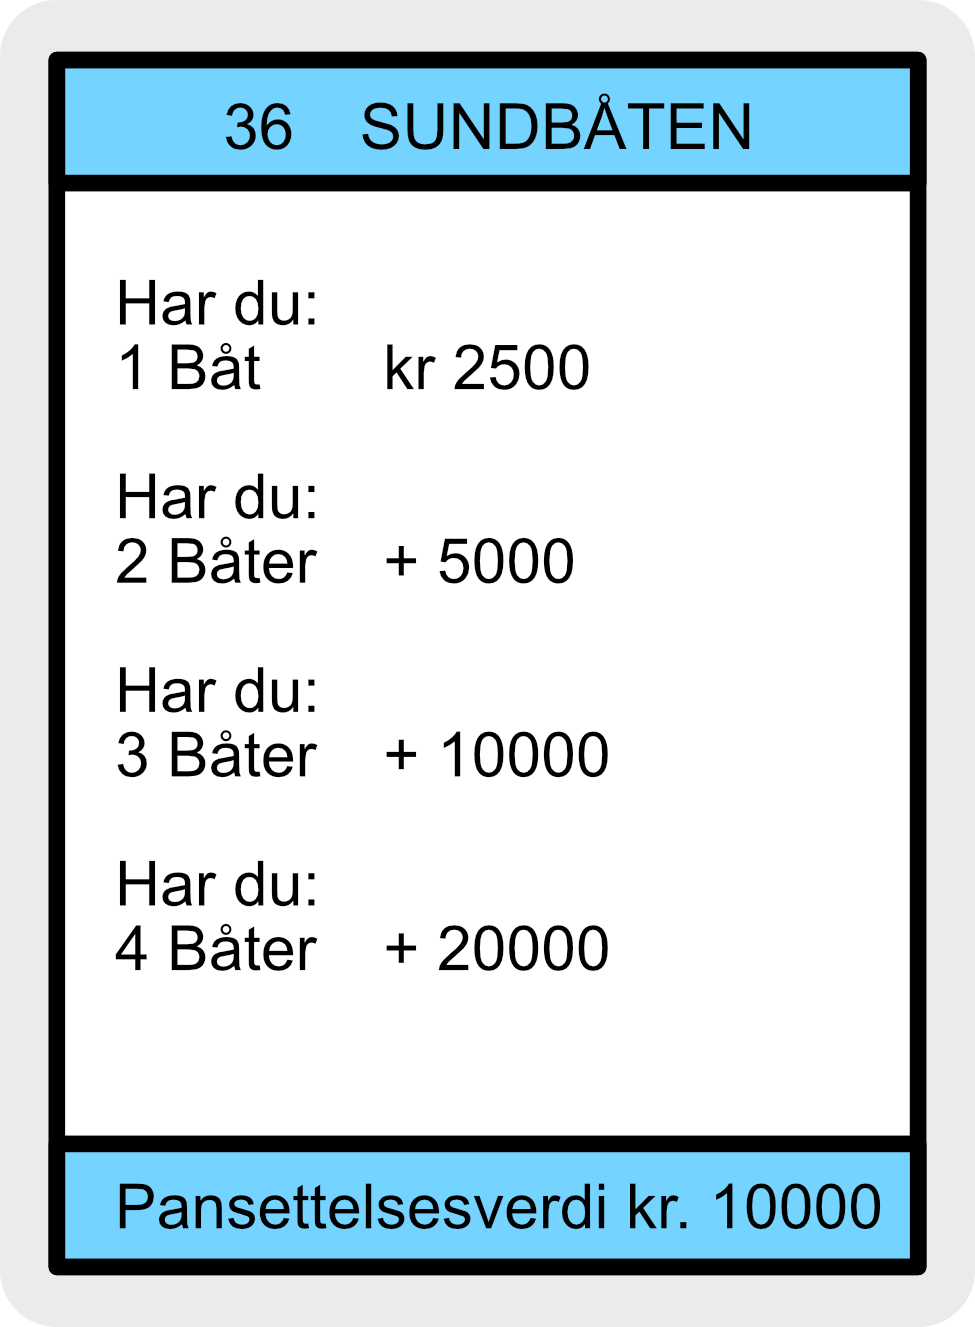 36 SUNDBÅTEN
Har du:
1 Båt kr 2500
Har du:
2 Båter + 5000
Har du:
3 Båter + 10000
Har du:
4 Båter + 20000
Pansettelsesverdi kr. 10000